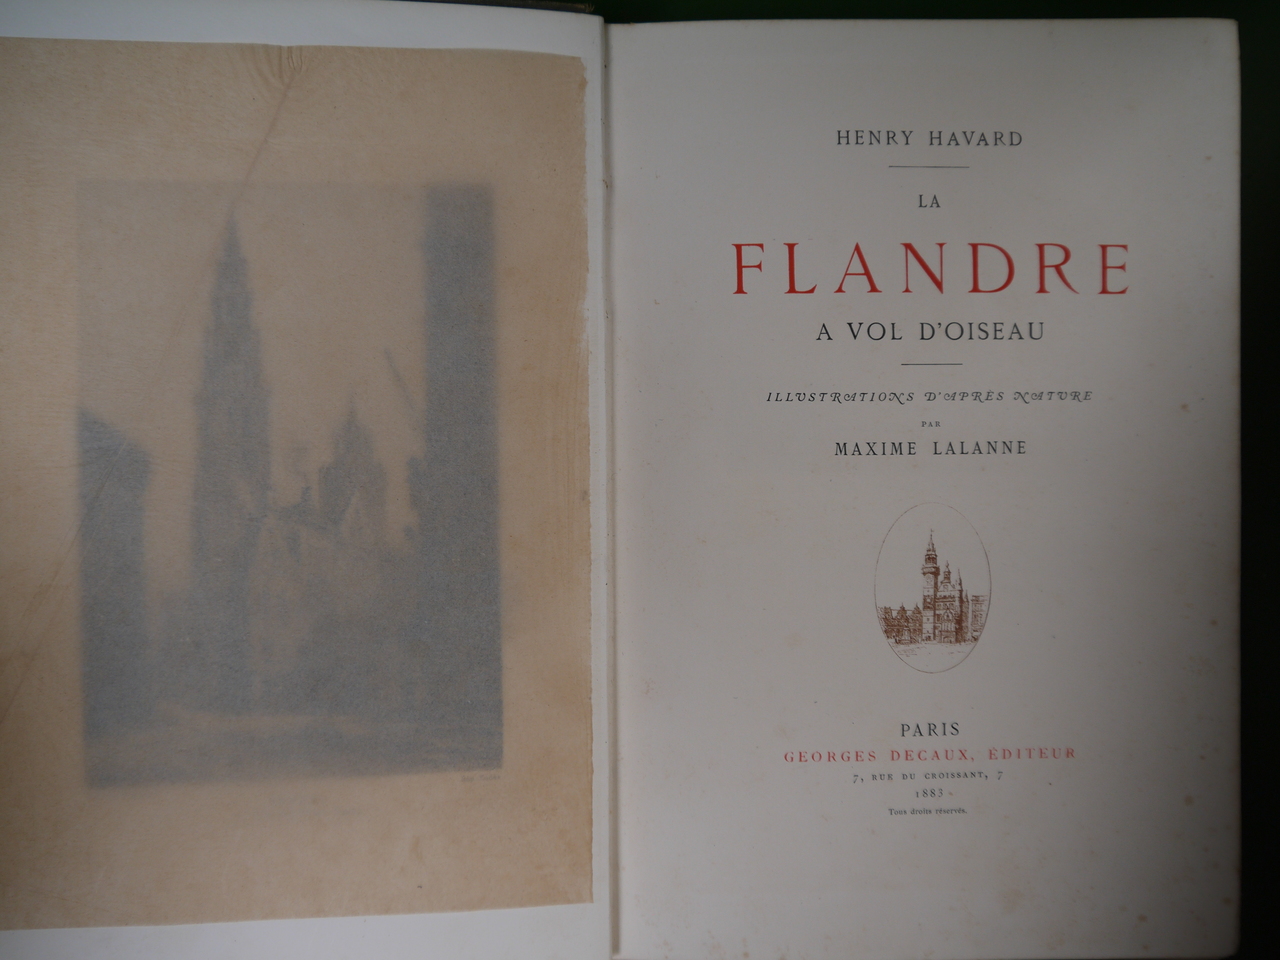 HENRY HAVARD
LA
FLANDRE
A VOL D'OISEAU
ILLUSTRATIONS D'APRÈS NATURE
PAR
MAXIME LALANNE
PARIS
GEORGES DECAUX, ÉDITEUR
7, RUE DU CROISSANT, 7
1883
Tous droits réservés.